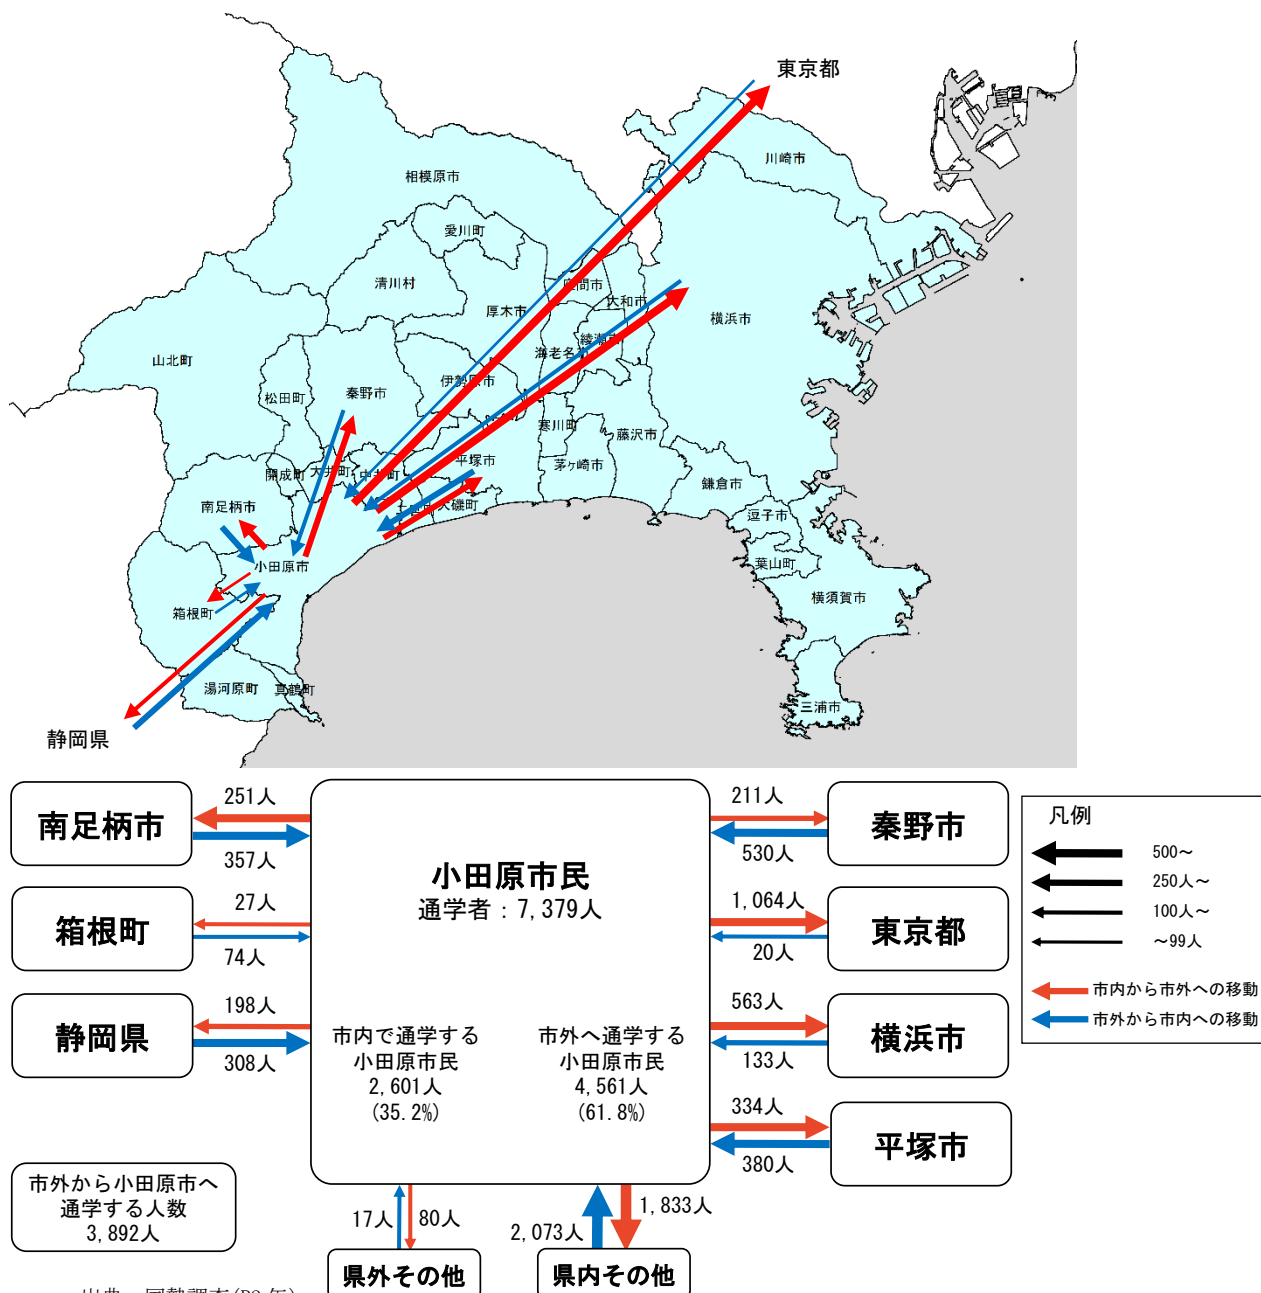 東京都
川崎市
相模原市
愛川町
清川村
座間市
大和市
厚木市
横浜市
綾瀬市
海老名市
山北町
伊勢原市
秦野市
松田町
寒川町
藤沢市
平塚市
茅ヶ崎市
開成町
大井町
中井町
鎌倉市
南足柄市
大磯町
逗子市
葉山町
小田原市
横須賀市
箱根町
湯河原町
真鶴町
三浦市
静岡県
南足柄市
251人
357人
箱根町
27人
74人
静岡県
198人
308人
小田原市民
通学者：7,379人
市内で通学する
小田原市民
2,601人
(35.2%)
市外へ通学する
小田原市民
4,561人
(61.8%)
211人
530人
秦野市
1,064人
20人
東京都
563人
133人
横浜市
334人
380人
平塚市
凡例
500～
250人～
100人～
～99人
市内から市外への移動
市外から市内への移動
市外から小田原市へ
通学する人数
3,892人
17人
80人
2,073人
1,833人
県外その他
県内その他